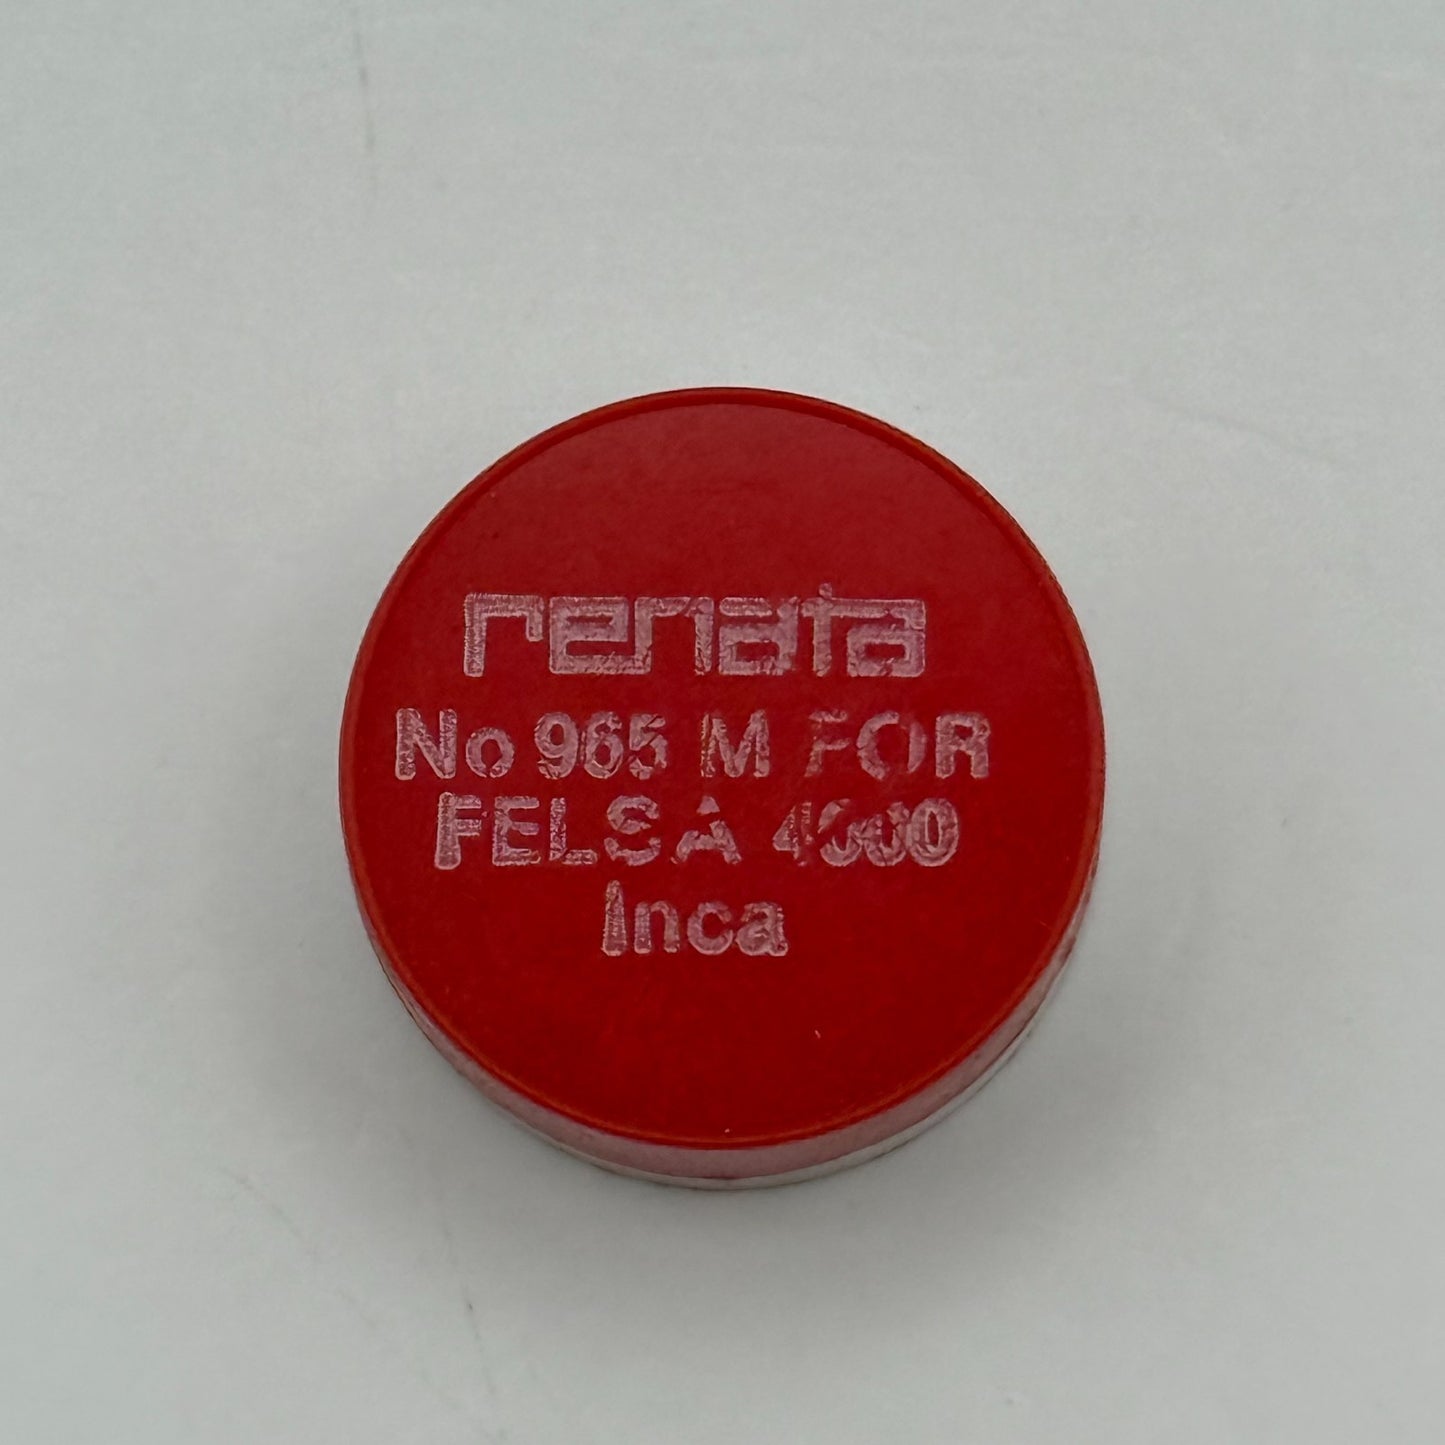 renata
No 965 M FOR
FELSA 4000
Inca